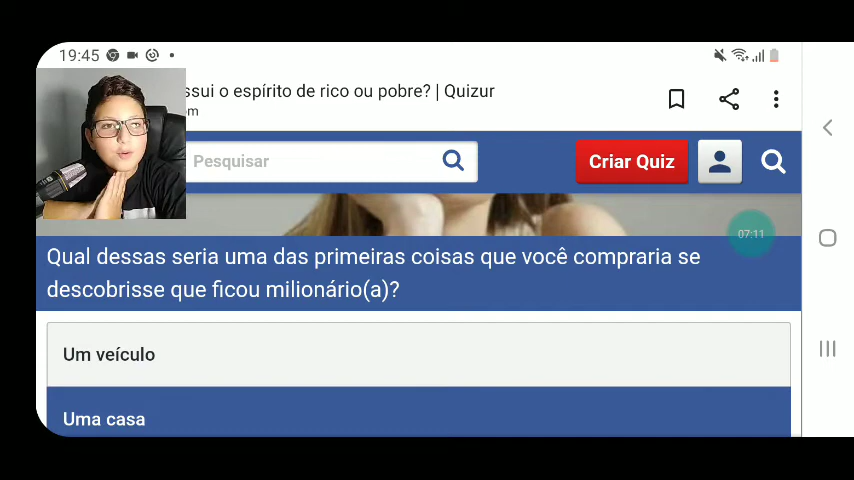 19:45
ssui o espírito de rico ou pobre? | Quizur
om
Pesquisar
Criar Quiz
07:11
Qual dessas seria uma das primeiras coisas que você compraria se
descobrisse que ficou milionário(a)?
Um veículo
Uma casa